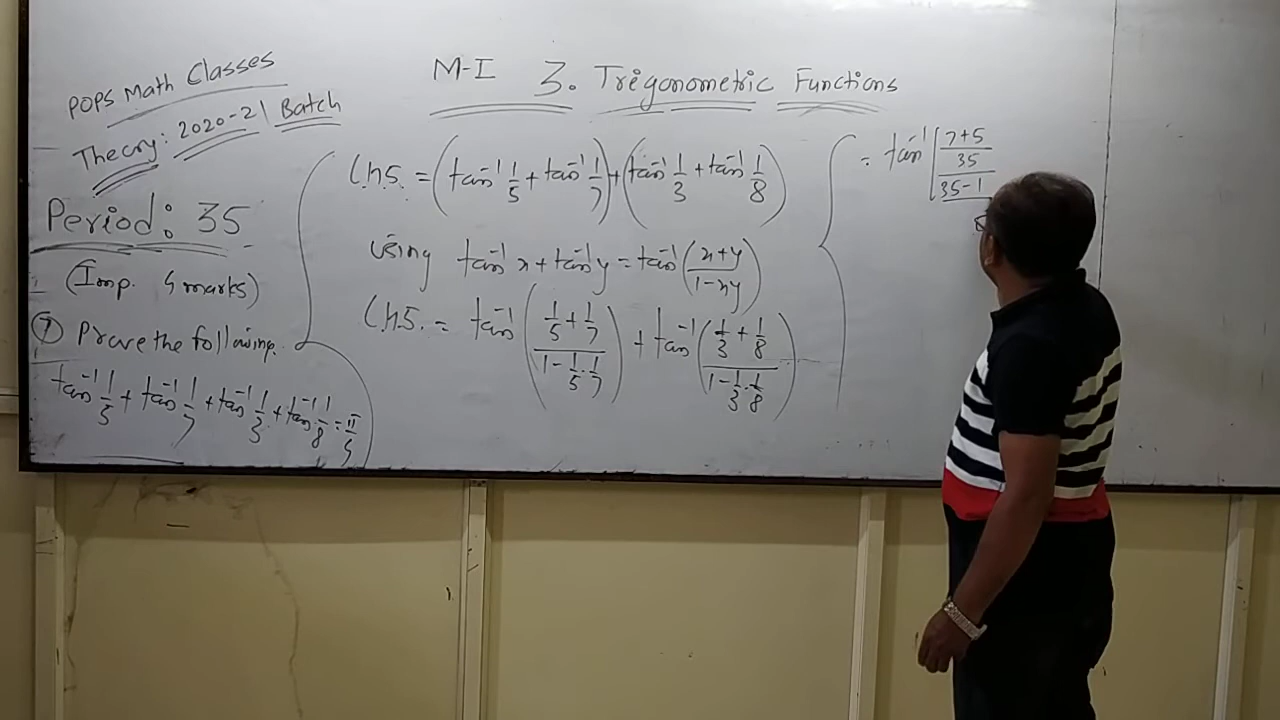 POPS Math Classes
Theory: 2020-21 Batch
Period: 35
(Imp. 4 marks)
⑦ Prove the following.
tan⁻¹ 1/5 + tan⁻¹ 1/7 + tan⁻¹ 1/3 + tan⁻¹ 1/8 = π/4
M-I 3. Trigonometric Functions
L.h.s. = (tan⁻¹ 1/5 + tan⁻¹ 1/7) + (tan⁻¹ 1/3 + tan⁻¹ 1/8)
using tan⁻¹ x + tan⁻¹ y = tan⁻¹ ((x+y)/(1-xy))
L.h.s. = tan⁻¹ ((1/5 + 1/7)/(1 - 1/5 · 1/7)) + tan⁻¹ ((1/3 + 1/8)/(1 - 1/3 · 1/8))
= tan⁻¹ [((7+5)/35)/(35-1